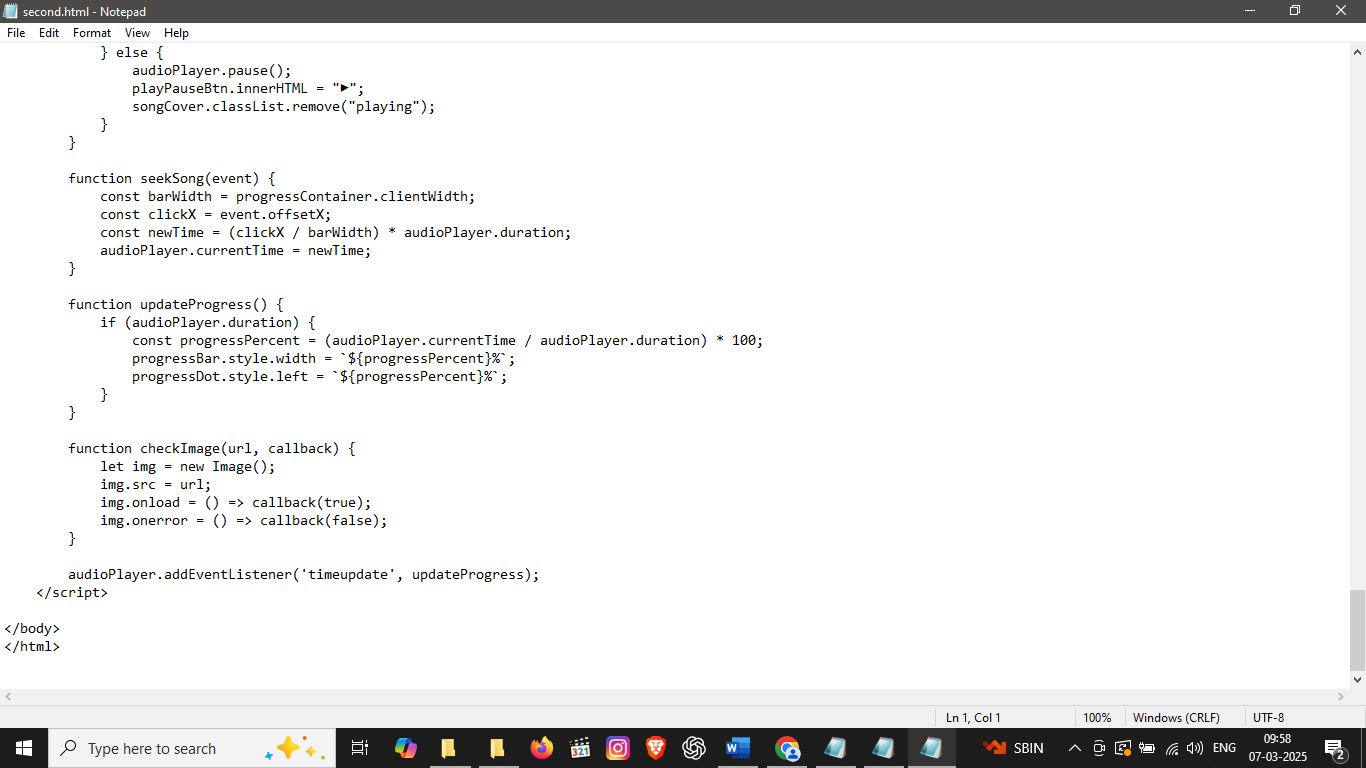 second.html - Notepad
File Edit Format View Help
} else {
audioPlayer.pause();
playPauseBtn.innerHTML = "▶";
songCover.classList.remove("playing");
}
}
function seekSong(event) {
const barWidth = progressContainer.clientWidth;
const clickX = event.offsetX;
const newTime = (clickX / barWidth) * audioPlayer.duration;
audioPlayer.currentTime = newTime;
}
function updateProgress() {
if (audioPlayer.duration) {
const progressPercent = (audioPlayer.currentTime / audioPlayer.duration) * 100;
progressBar.style.width = `${progressPercent}%`;
progressDot.style.left = `${progressPercent}%`;
}
}
function checkImage(url, callback) {
let img = new Image();
img.src = url;
img.onload = () => callback(true);
img.onerror = () => callback(false);
}
audioPlayer.addEventListener('timeupdate', updateProgress);
</script>
</body>
</html>
Ln 1, Col 1 100% Windows (CRLF) UTF-8
Type here to search 321 W SBIN ENG 09:58
07-03-2025 2